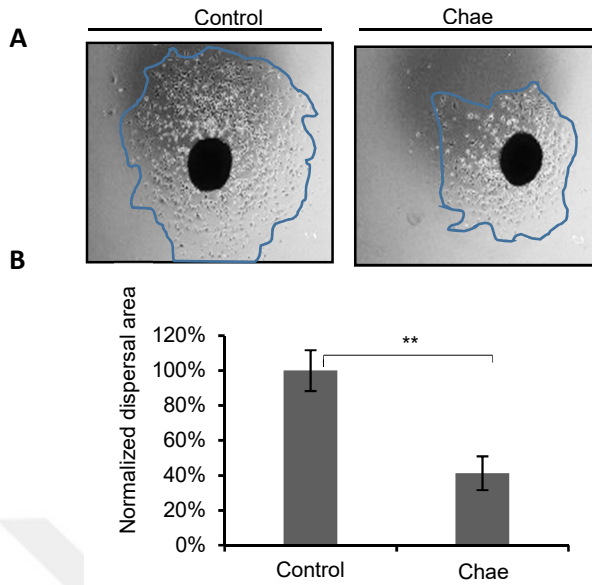 A
Control
Chae
B
Normalized dispersal area
120%
100%
80%
60%
40%
20%
0%
**
Control
Chae